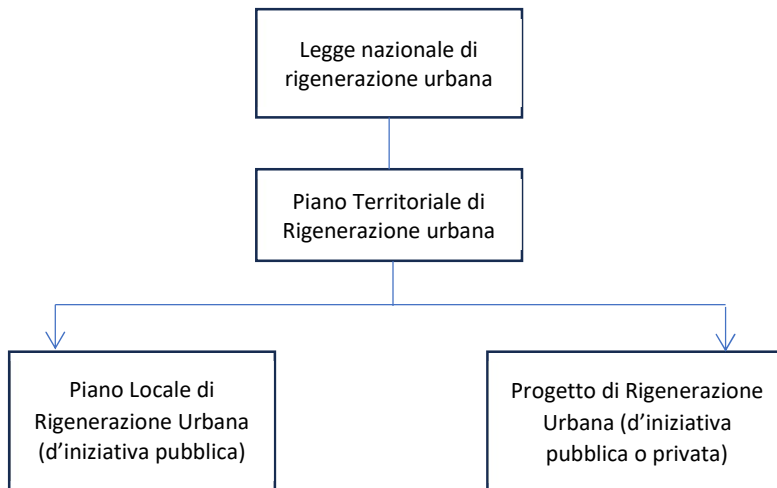 Legge nazionale di
rigenerazione urbana
Piano Territoriale di
Rigenerazione urbana
Piano Locale di
Rigenerazione Urbana
(d’iniziativa pubblica)
Progetto di Rigenerazione
Urbana (d’iniziativa
pubblica o privata)